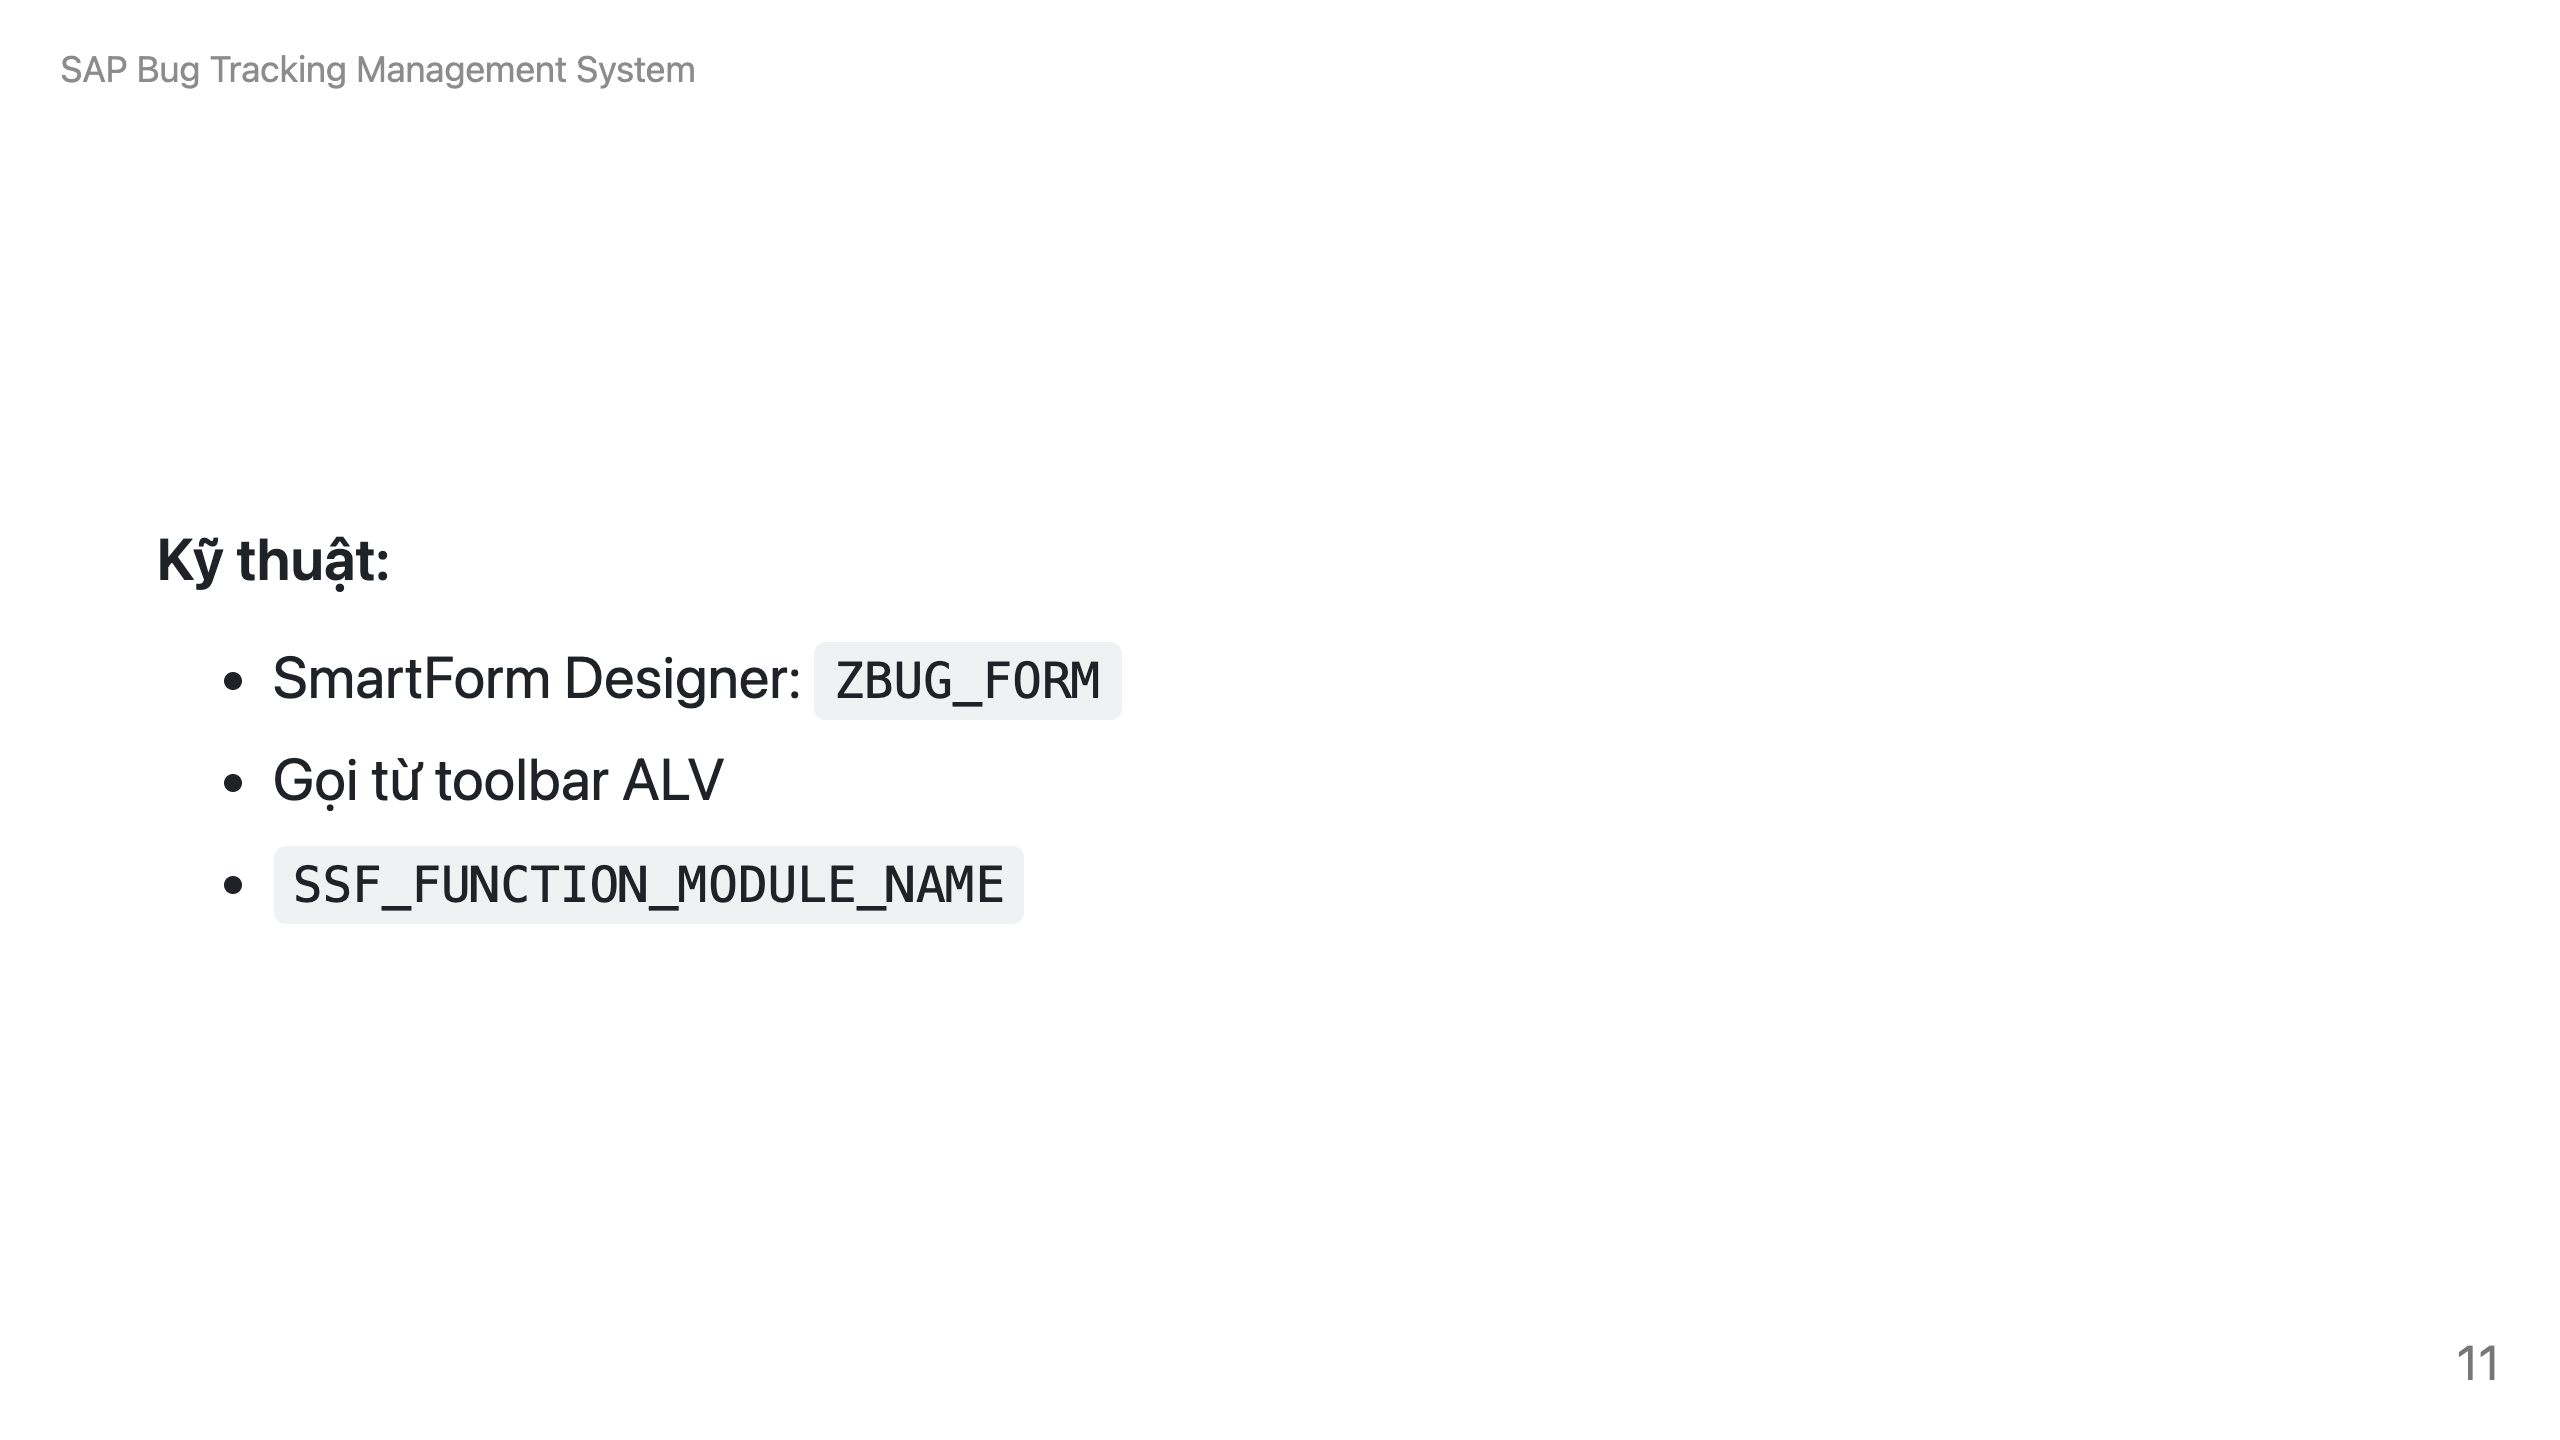 SAP Bug Tracking Management System
Kỹ thuật:
SmartForm Designer: ZBUG_FORM
Gọi từ toolbar ALV
SSF_FUNCTION_MODULE_NAME
11